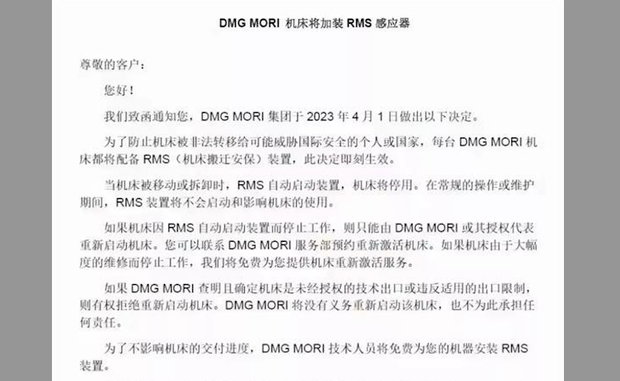 DMG MORI 机床将加装 RMS 感应器
尊敬的客户：
您好！
我们致函通知您，DMG MORI 集团于 2023 年 4 月 1 日做出以下决定。
为了防止机床被非法转移给可能威胁国际安全的个人或国家，每台 DMG MORI 机
床都将配备 RMS（机床搬迁安保）装置，此决定即刻生效。
当机床被移动或拆卸时，RMS 自动启动装置，机床将停用。在常规的操作或维护
期间，RMS 装置将不会启动和影响机床的使用。
如果机床因 RMS 自动启动装置而停止工作，则只能由 DMG MORI 或其授权代表
重新启动机床。您可以联系 DMG MORI 服务部预约重新激活机床。如果机床由于大幅
度的维修而停止工作，我们将免费为您提供机床重新激活服务。
如果 DMG MORI 查明且确定机床是未经授权的技术出口或违反适用的出口限制，
则有权拒绝重新启动机床。DMG MORI 将没有义务重新启动该机床，也不为此承担任
何责任。
为了不影响机床的交付进度，DMG MORI 技术人员将免费为您的机器安装 RMS
装置。